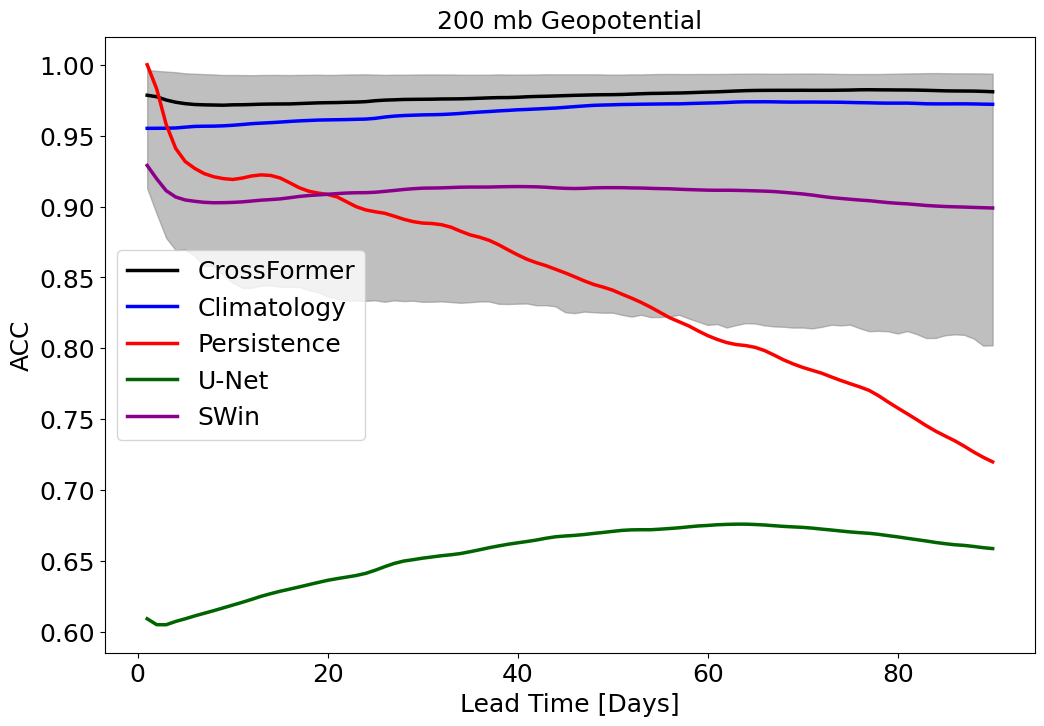 200 mb Geopotential
ACC
1.00
0.95
0.90
0.85
0.80
0.75
0.70
0.65
0.60
CrossFormer
Climatology
Persistence
U-Net
SWin
0 20 40 60 80
Lead Time [Days]